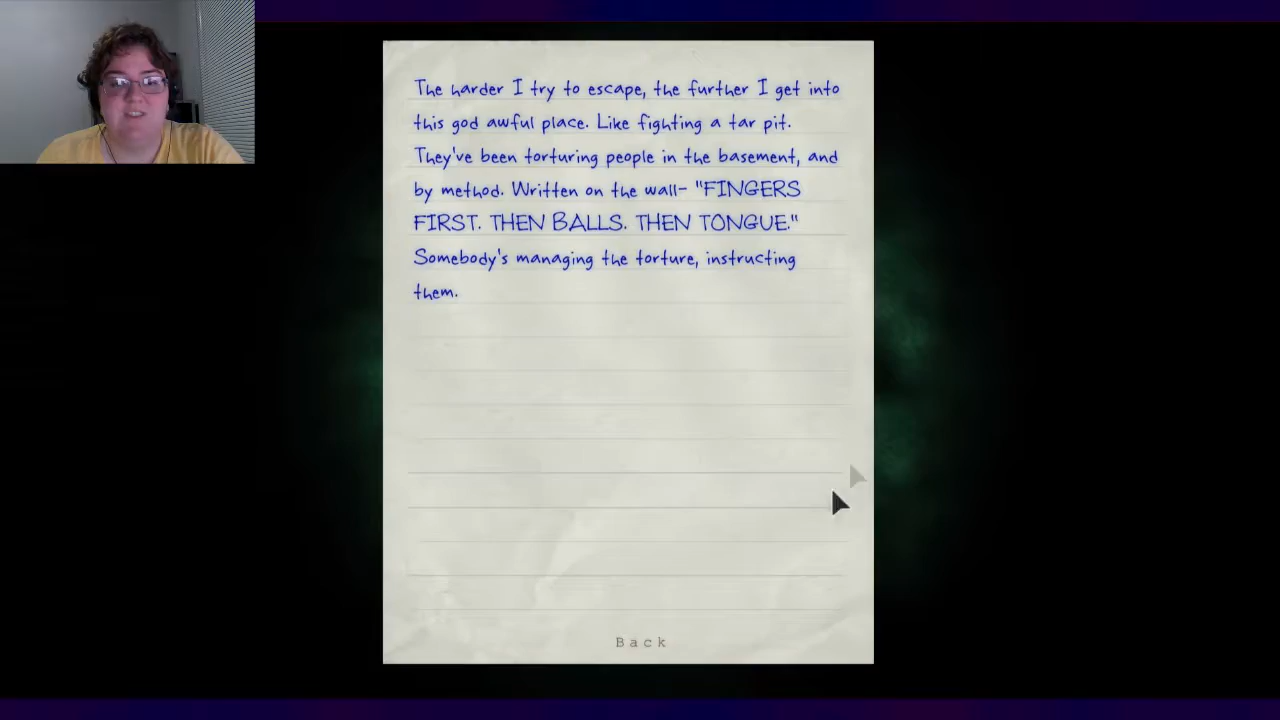 The harder I try to escape, the further I get into
this god awful place. Like fighting a tar pit.
They've been torturing people in the basement, and
by method. Written on the wall- "FINGERS
FIRST. THEN BALLS. THEN TONGUE."
Somebody's managing the torture, instructing
them.
Back